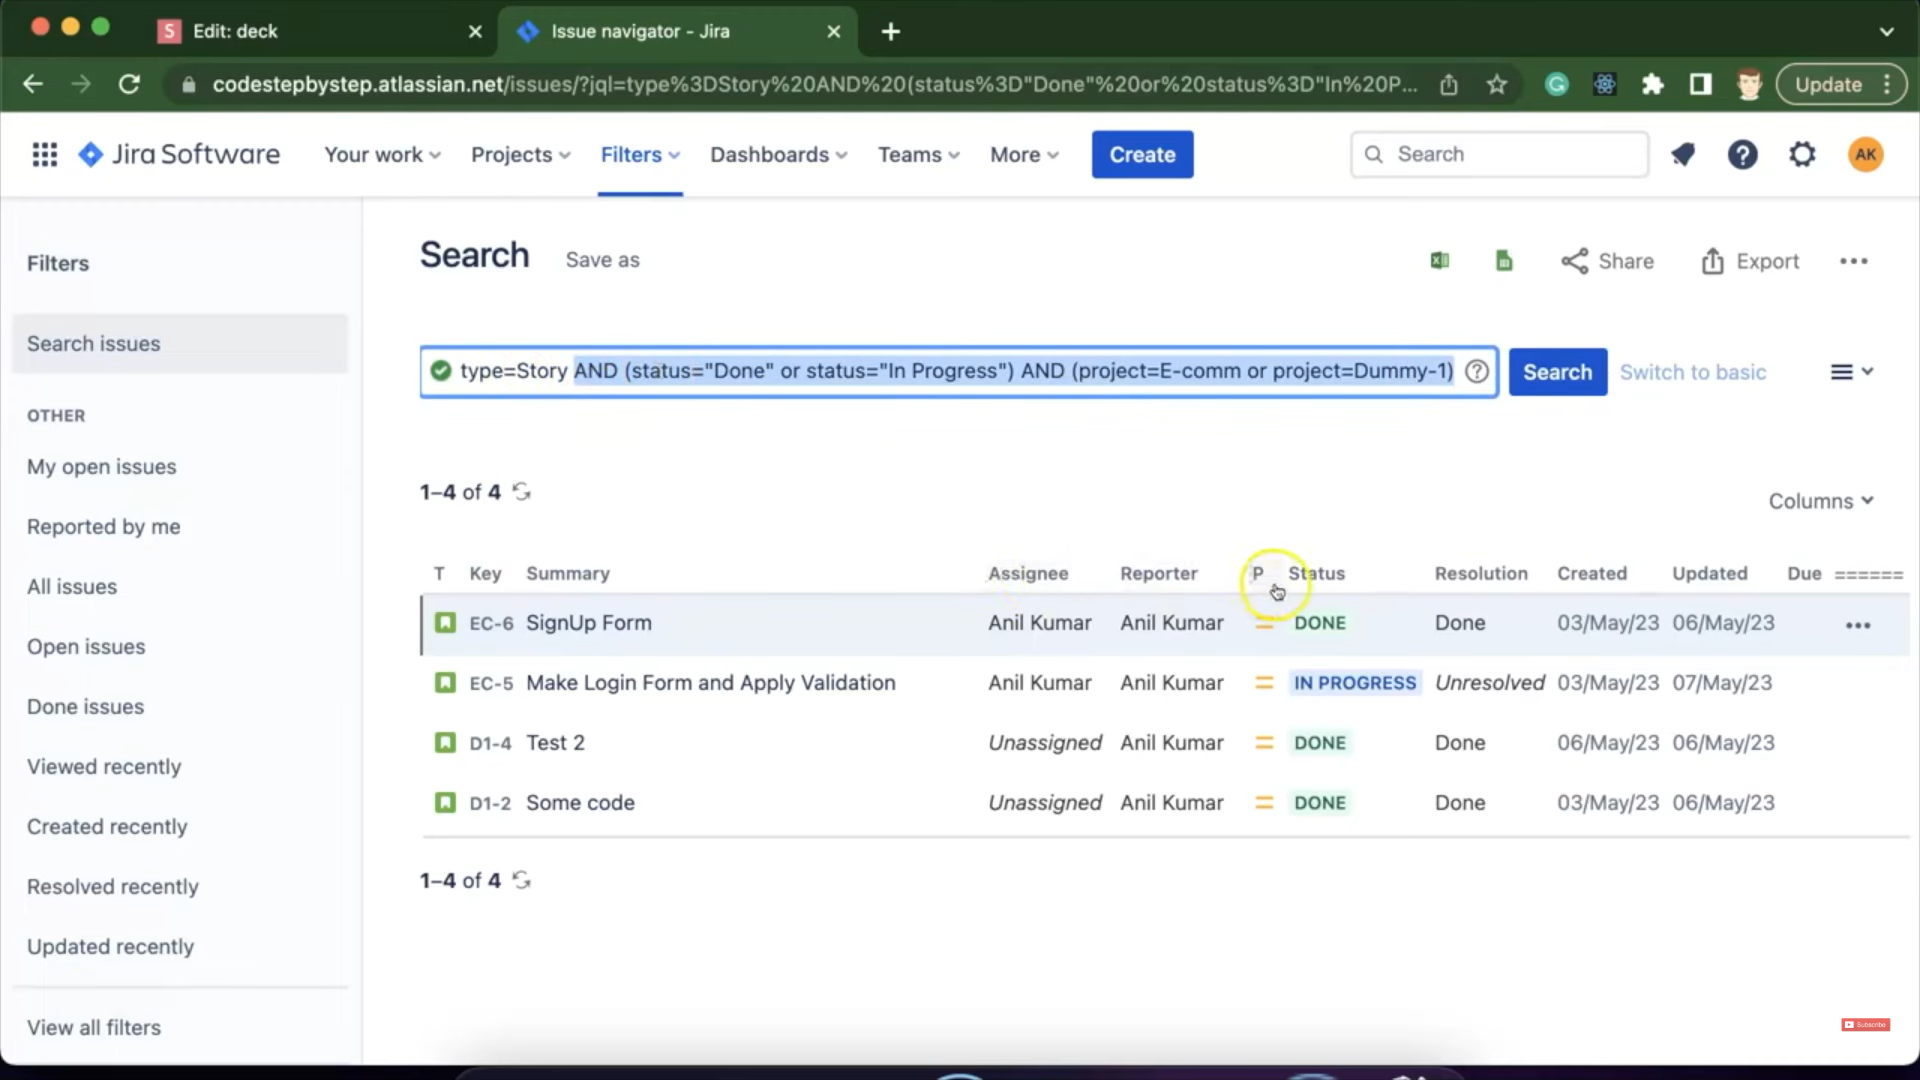 S Edit: deck
Issue navigator - Jira
codestepbystep.atlassian.net/issues/?jql=type%3DStory%20AND%20(status%3D"Done"%20or%20status%3D"In%20P...
Update
Jira Software
Your work
Projects
Filters
Dashboards
Teams
More
Create
Search
AK
Filters
Search issues
OTHER
My open issues
Reported by me
All issues
Open issues
Done issues
Viewed recently
Created recently
Resolved recently
Updated recently
View all filters
Search Save as
Share
Export
type=Story AND (status="Done" or status="In Progress") AND (project=E-comm or project=Dummy-1)
Search
Switch to basic
1–4 of 4
Columns
T Key Summary Assignee Reporter P Status Resolution Created Updated Due ======
EC-6 SignUp Form Anil Kumar Anil Kumar DONE Done 03/May/23 06/May/23
EC-5 Make Login Form and Apply Validation Anil Kumar Anil Kumar IN PROGRESS Unresolved 03/May/23 07/May/23
D1-4 Test 2 Unassigned Anil Kumar DONE Done 06/May/23 06/May/23
D1-2 Some code Unassigned Anil Kumar DONE Done 03/May/23 06/May/23
1–4 of 4
Subscribe